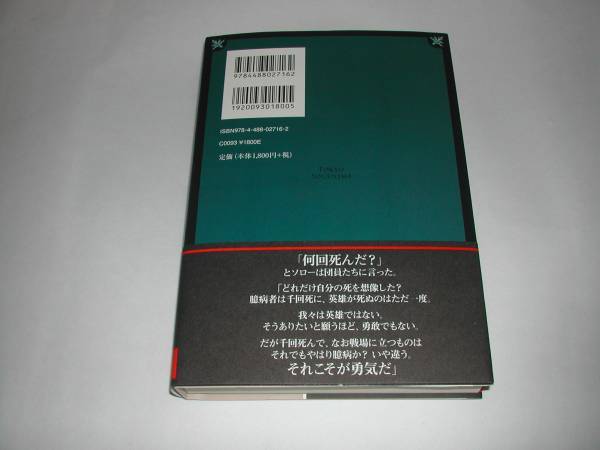 9784488027162
1920093018005
ISBN978-4-488-02716-2
C0093 ¥1800E
定価(本体1,800円+税)
TOKYO
SOGENSHA
「何回死んだ？」
とソローは団員たちに言った。
「どれだけ自分の死を想像した？
臆病者は千回死に、英雄が死ぬのはただ一度。
我々は英雄ではない。
そうありたいと願うほど、勇敢でもない。
だが千回死んで、なお戦場に立つものは
それでもやはり臆病か？ いや違う。
それこそが勇気だ」